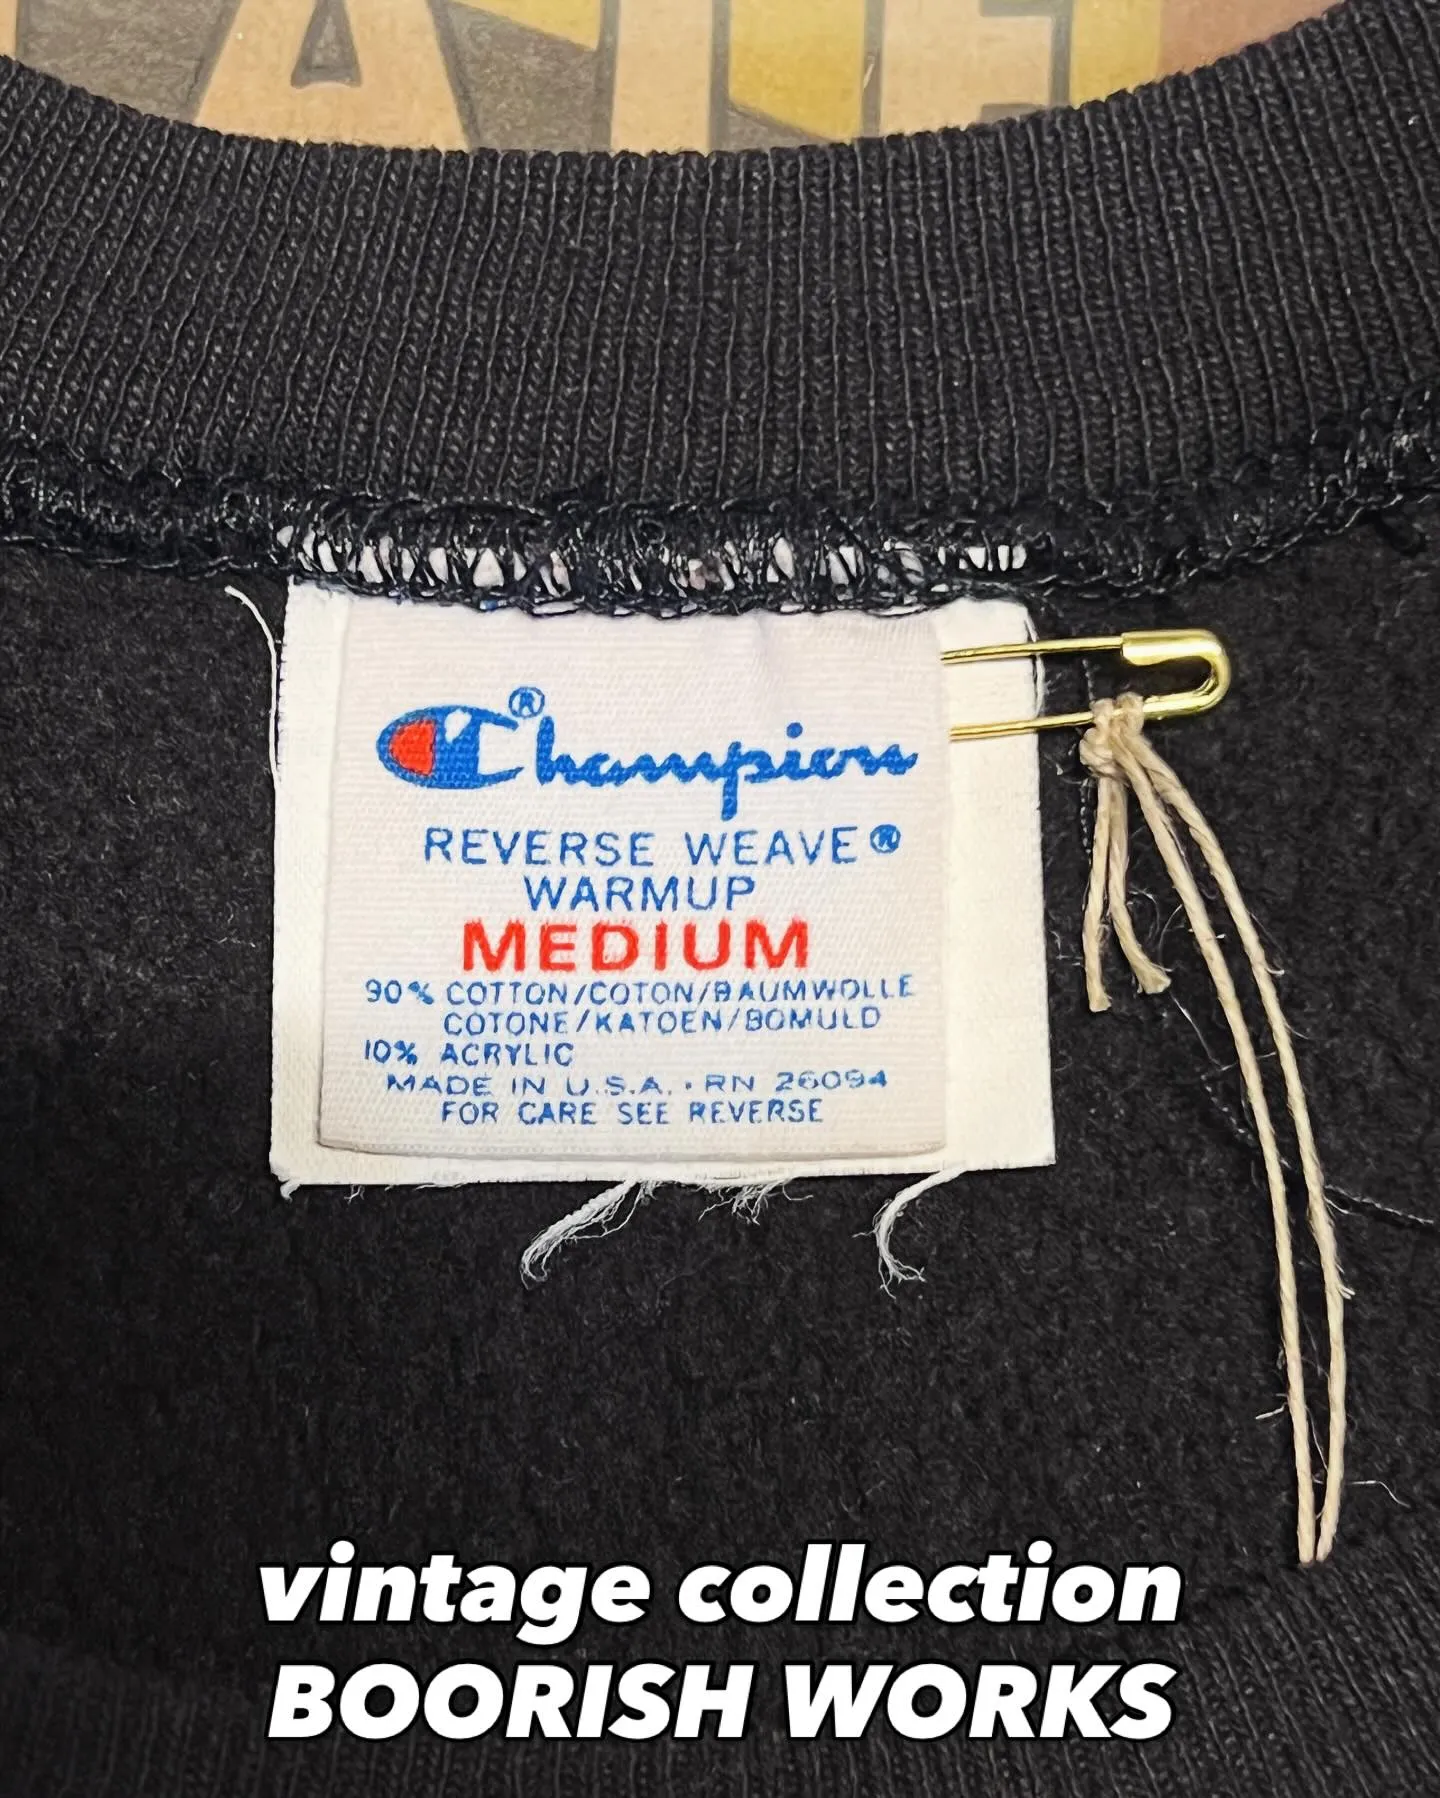 Champion®
REVERSE WEAVE®
WARMUP
MEDIUM
90% COTTON/COTON/BAUMWOLLE
COTONE/KATOEN/BOMULD
10% ACRYLIC
MADE IN U.S.A. · RN 26094
FOR CARE SEE REVERSE
vintage collection
BOORISH WORKS